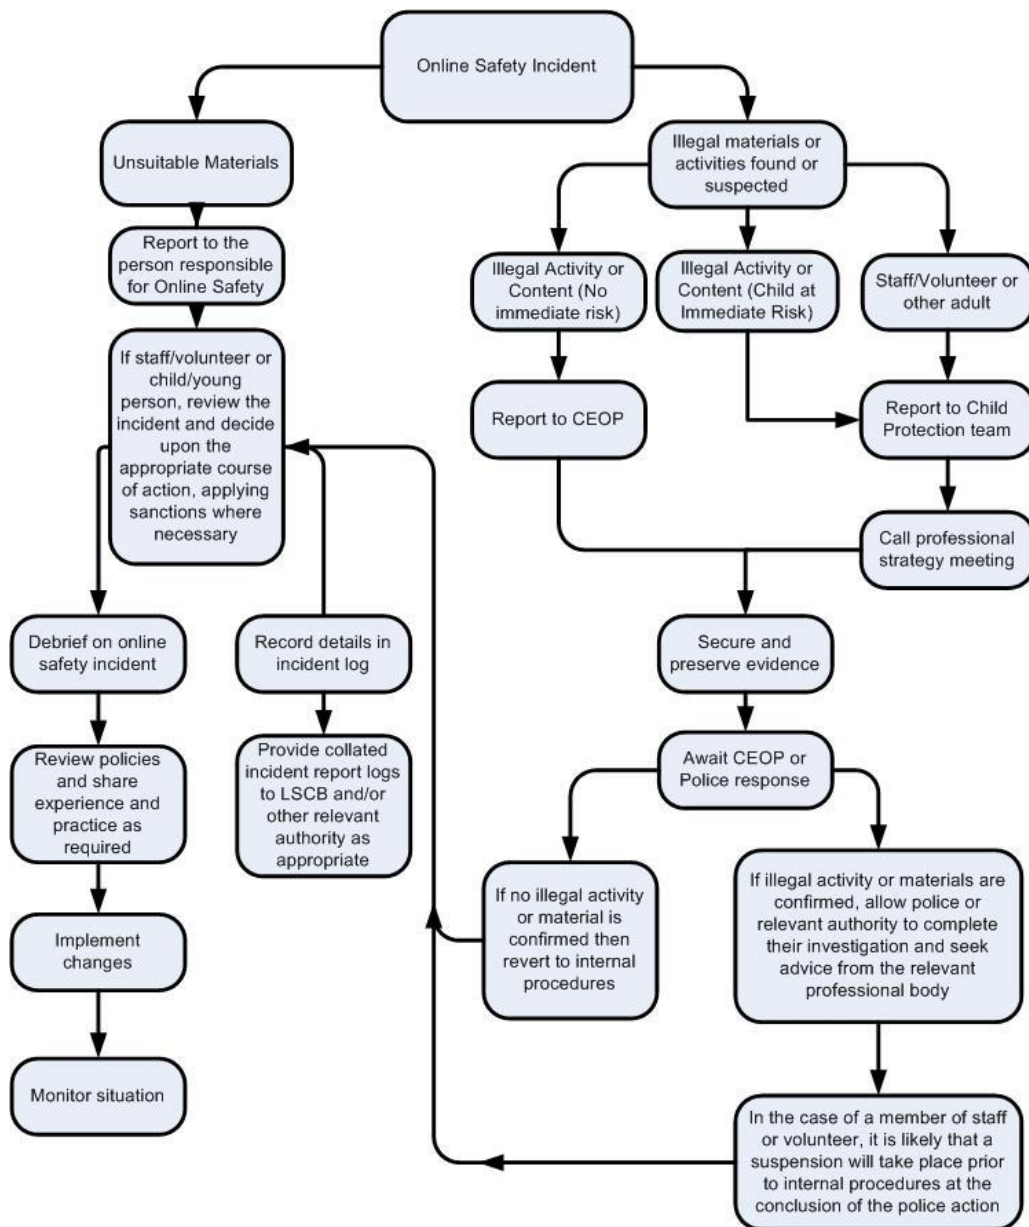 Online Safety Incident
Unsuitable Materials
Report to the
person responsible
for Online Safety
If staff/volunteer or
child/young
person, review the
incident and decide
upon the
appropriate course
of action, applying
sanctions where
necessary
Debrief on online
safety incident
Review policies
and share
experience and
practice as
required
Implement
changes
Monitor situation
Record details in
incident log
Provide collated
incident report logs
to LSCB and/or
other relevant
authority as
appropriate
Illegal materials or
activities found or
suspected
Illegal Activity or
Content (No
immediate risk)
Illegal Activity or
Content (Child at
Immediate Risk)
Staff/Volunteer or
other adult
Report to CEOP
Report to Child
Protection team
Call professional
strategy meeting
Secure and
preserve evidence
Await CEOP or
Police response
If no illegal activity
or material is
confirmed then
revert to internal
procedures
If illegal activity or materials are
confirmed, allow police or
relevant authority to complete
their investigation and seek
advice from the relevant
professional body
In the case of a member of staff
or volunteer, it is likely that a
suspension will take place prior
to internal procedures at the
conclusion of the police action